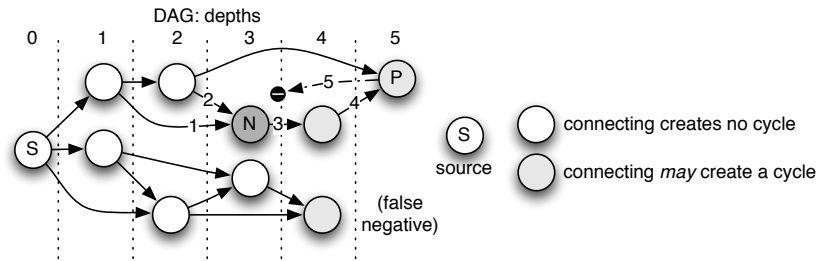 DAG: depths
0 1 2 3 4 5
P
5
2
4
1
N
3
S
S
source
connecting creates no cycle
connecting may create a cycle
(false
negative)